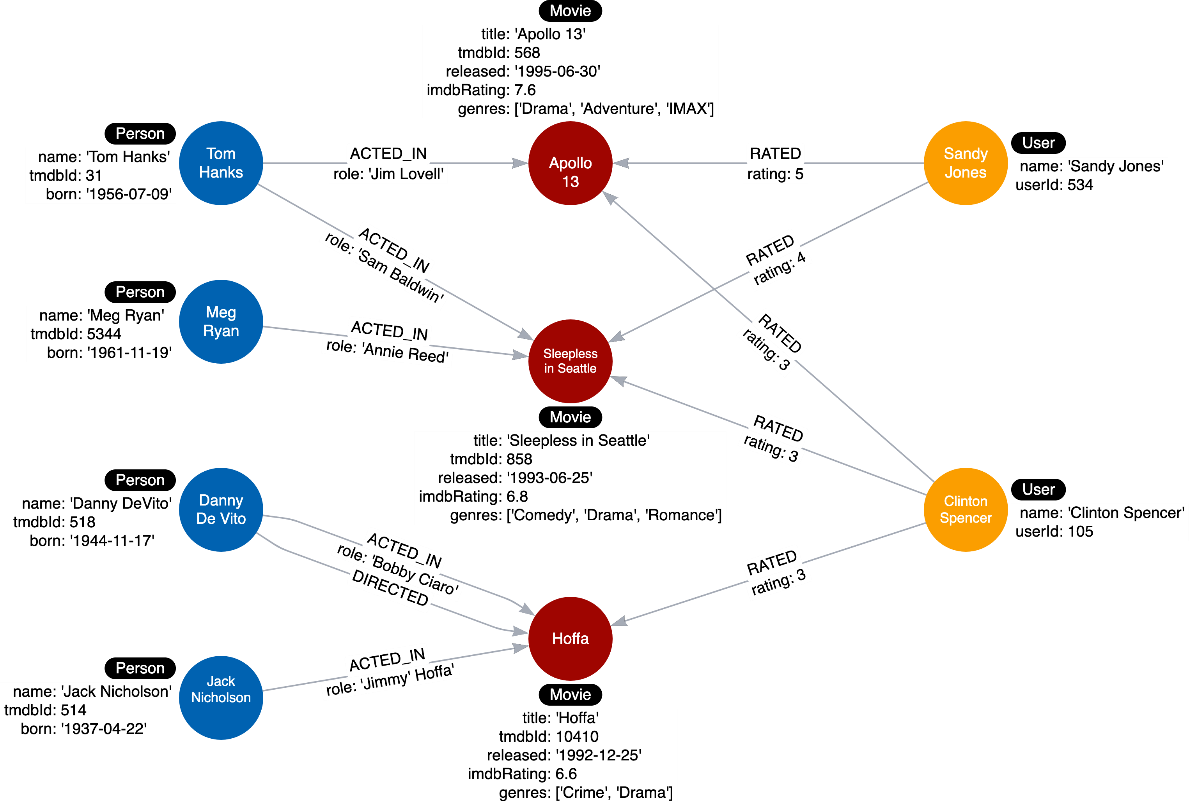 Movie
title: 'Apollo 13'
tmdbId: 568
released: '1995-06-30'
imdbRating: 7.6
genres: ['Drama', 'Adventure', 'IMAX']
Person
name: 'Tom Hanks'
tmdbId: 31
born: '1956-07-09'
Tom
Hanks
ACTED_IN
role: 'Jim Lovell'
Apollo
13
RATED
rating: 5
Sandy
Jones
User
name: 'Sandy Jones'
userId: 534
ACTED_IN
role: 'Sam Baldwin'
RATED
rating: 4
Person
name: 'Meg Ryan'
tmdbId: 5344
born: '1961-11-19'
Meg
Ryan
ACTED_IN
role: 'Annie Reed'
Sleepless
in Seattle
RATED
rating: 3
Movie
title: 'Sleepless in Seattle'
tmdbId: 858
released: '1993-06-25'
imdbRating: 6.8
genres: ['Comedy', 'Drama', 'Romance']
RATED
rating: 3
Person
name: 'Danny DeVito'
tmdbId: 518
born: '1944-11-17'
Danny
De Vito
ACTED_IN
role: 'Bobby Ciaro'
DIRECTED
Clinton
Spencer
User
name: 'Clinton Spencer'
userId: 105
RATED
rating: 3
Hoffa
Person
name: 'Jack Nicholson'
tmdbId: 514
born: '1937-04-22'
Jack
Nicholson
ACTED_IN
role: 'Jimmy' Hoffa'
Movie
title: 'Hoffa'
tmdbId: 10410
released: '1992-12-25'
imdbRating: 6.6
genres: ['Crime', 'Drama']